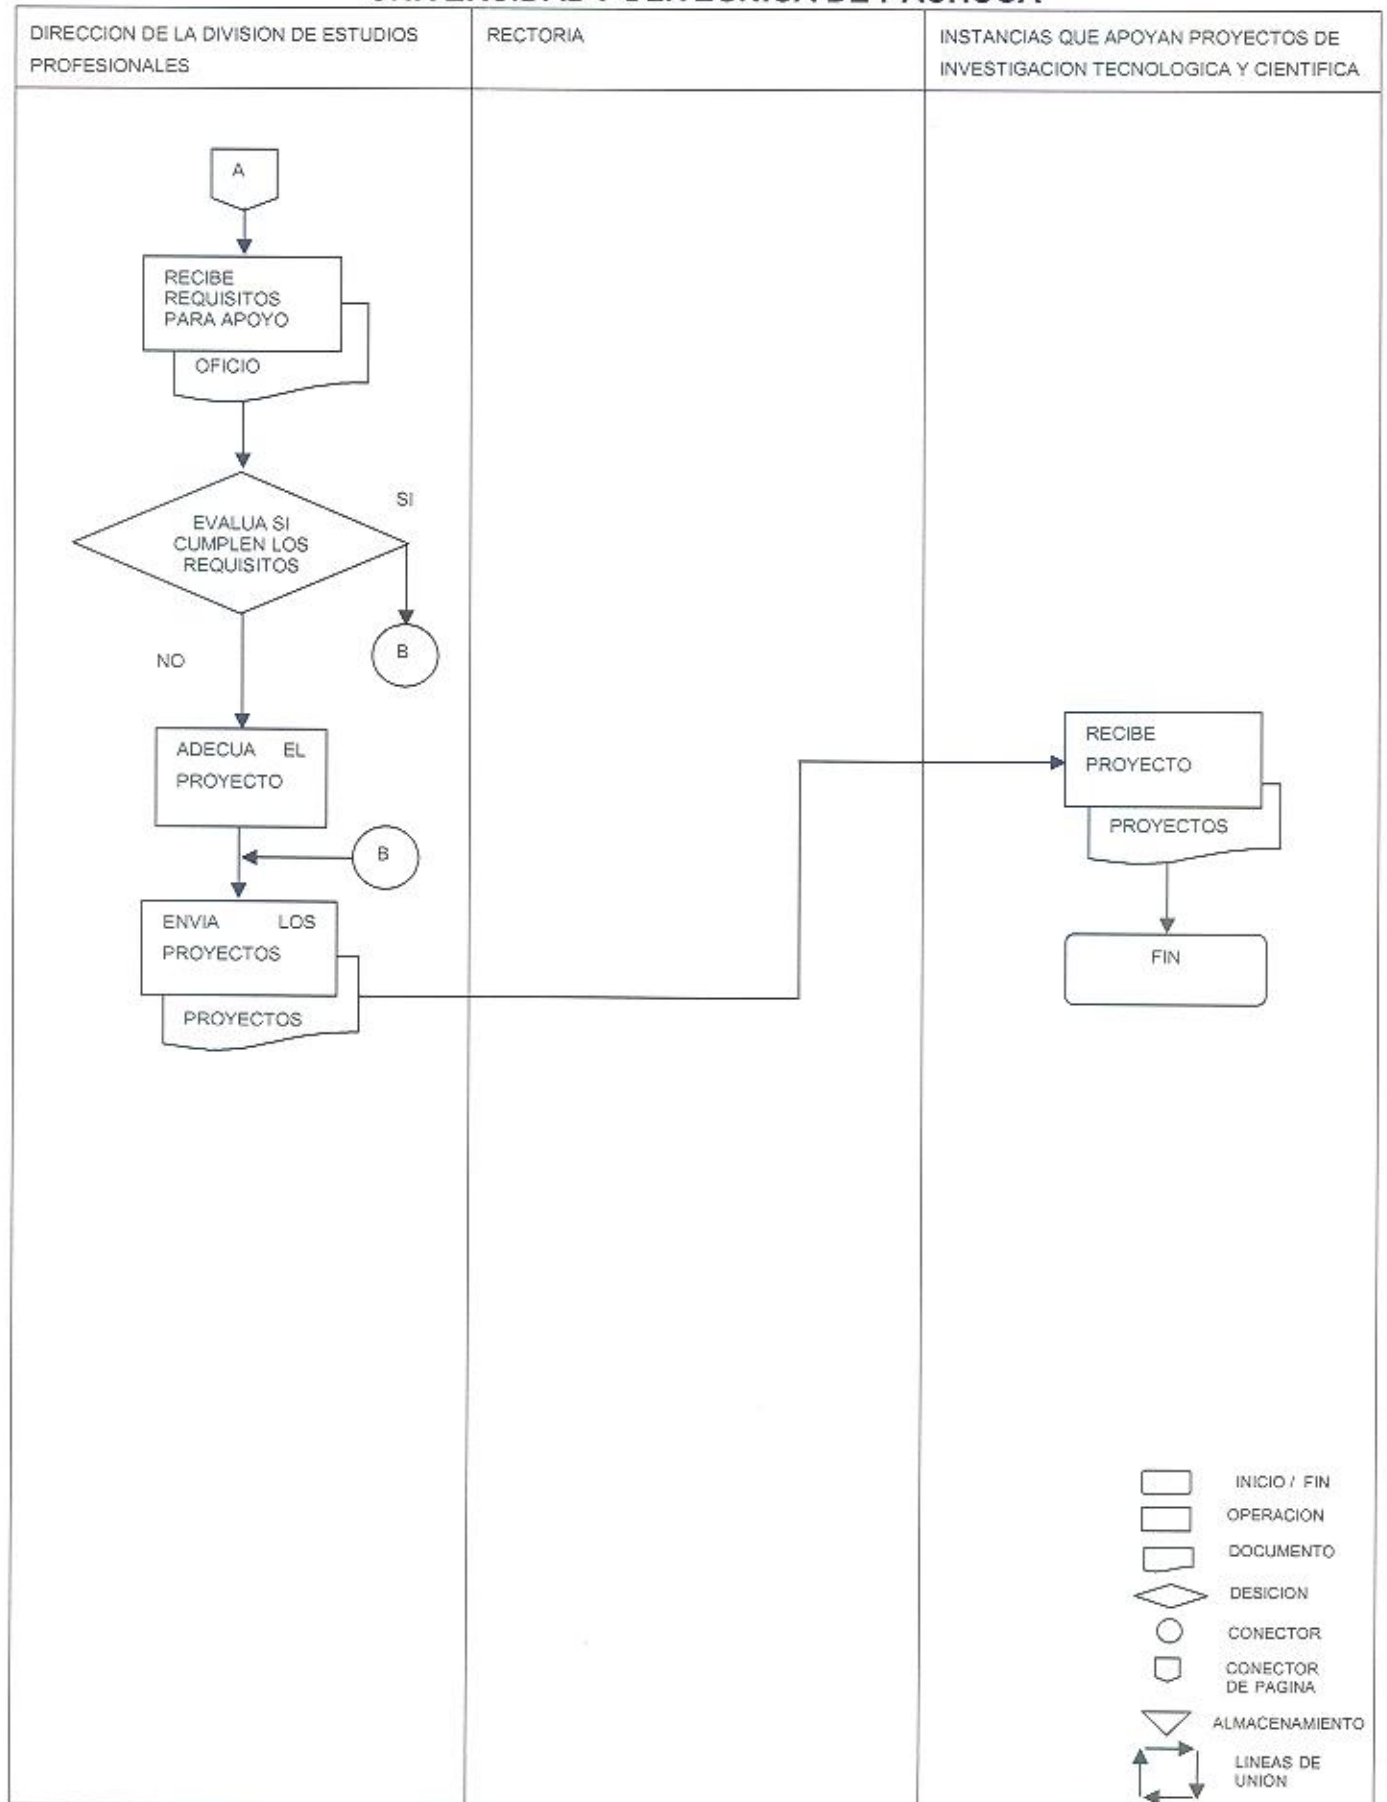 DIRECCION DE LA DIVISION DE ESTUDIOS
PROFESIONALES
RECTORIA
INSTANCIAS QUE APOYAN PROYECTOS DE
INVESTIGACION TECNOLOGICA Y CIENTIFICA
A
RECIBE
REQUISITOS
PARA APOYO
OFICIO
SI
EVALUA SI
CUMPLEN LOS
REQUISITOS
B
NO
ADECUA EL
PROYECTO
B
ENVIA LOS
PROYECTOS
PROYECTOS
RECIBE
PROYECTO
PROYECTOS
FIN
INICIO / FIN
OPERACION
DOCUMENTO
DESICION
CONECTOR
CONECTOR
DE PAGINA
ALMACENAMIENTO
LINEAS DE
UNION